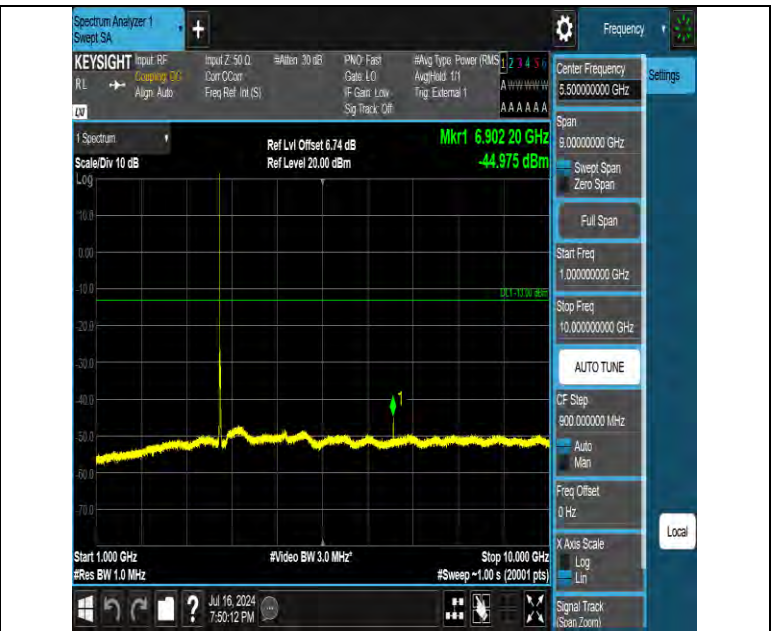 Spectrum Analyzer 1
Swept SA
+
Frequency
KEYSIGHT Input: RF
Input Z: 50 Ω
#Atten: 30 dB
PNO: Fast
#Avg Type: Power (RMS
1 2 3 4 5 6
RL
Coupling: DC
Corr CCorr
Gate: LO
Avg|Hold: 1/1
A W W W W W
Align: Auto
Freq Ref: Int (S)
IF Gain: Low
Trig: External 1
Sig Track: Off
A A A A A A
1 Spectrum
Scale/Div 10 dB
Ref Lvl Offset 6.74 dB
Ref Level 20.00 dBm
Mkr1 6.902 20 GHz
-44.975 dBm
Log
10.0
0.00
-10.0
DL1 -13.00 dBm
-20.0
-30.0
-40.0
1
-50.0
-60.0
-70.0
Start 1.000 GHz
#Video BW 3.0 MHz*
Stop 10.000 GHz
#Res BW 1.0 MHz
#Sweep ~1.00 s (20001 pts)
?
Jul 16, 2024
7:50:12 PM
Settings
Center Frequency
5.500000000 GHz
Span
9.00000000 GHz
Swept Span
Zero Span
Full Span
Start Freq
1.000000000 GHz
Stop Freq
10.000000000 GHz
AUTO TUNE
CF Step
900.000000 MHz
Auto
Man
Freq Offset
0 Hz
X Axis Scale
Log
Lin
Signal Track
(Span Zoom)
Local